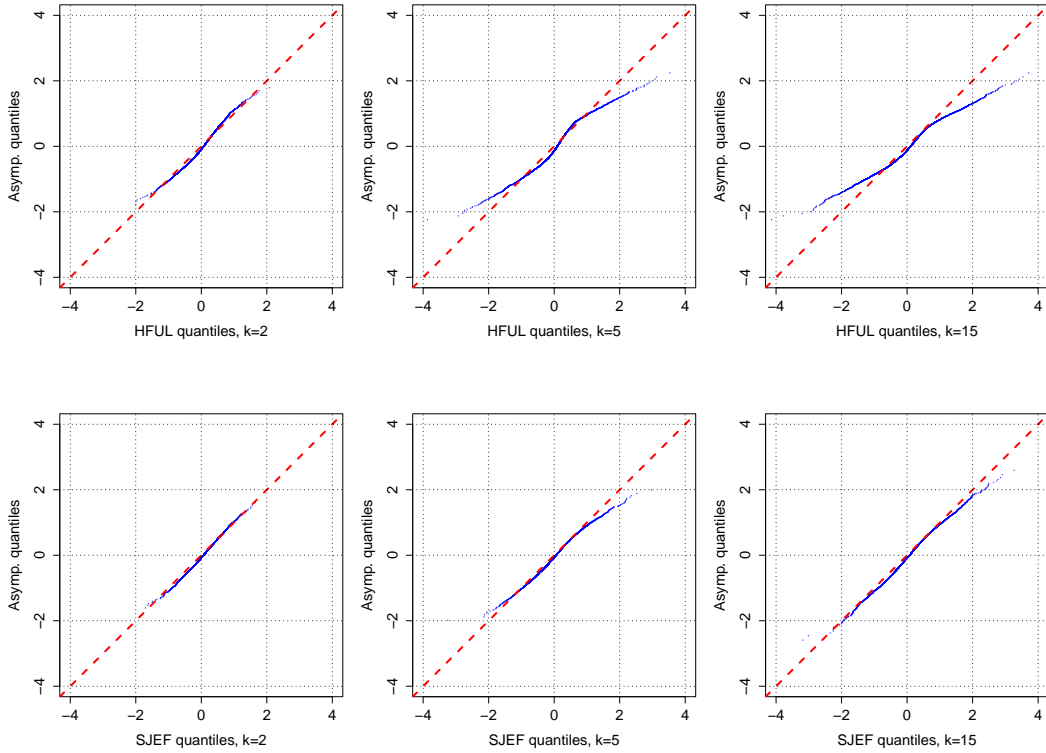 4
2
0
−2
−4
Asymp. quantiles
−4 −2 0 2 4
HFUL quantiles, k=2
4
2
0
−2
−4
Asymp. quantiles
−4 −2 0 2 4
HFUL quantiles, k=5
4
2
0
−2
−4
Asymp. quantiles
−4 −2 0 2 4
HFUL quantiles, k=15
4
2
0
−2
−4
Asymp. quantiles
−4 −2 0 2 4
SJEF quantiles, k=2
4
2
0
−2
−4
Asymp. quantiles
−4 −2 0 2 4
SJEF quantiles, k=5
4
2
0
−2
−4
Asymp. quantiles
−4 −2 0 2 4
SJEF quantiles, k=15